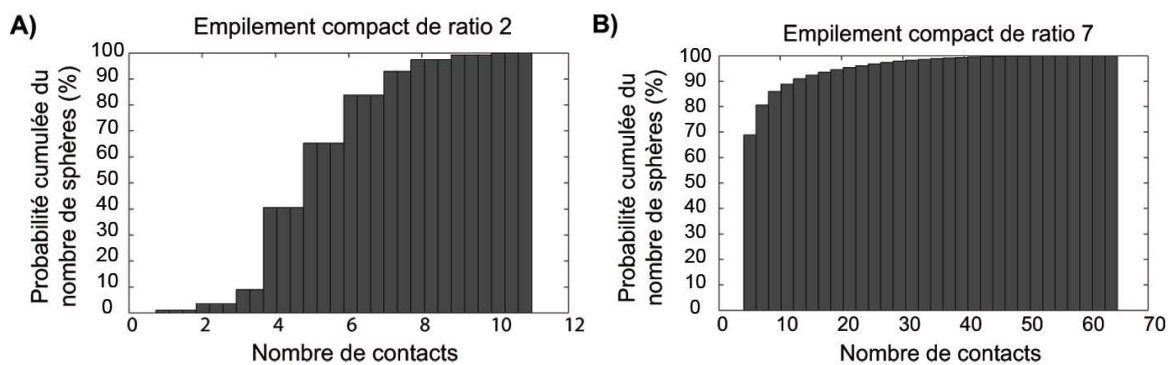 A)
Empilement compact de ratio 2
Probabilité cumulée du
nombre de sphères (%)
100
90
80
70
60
50
40
30
20
10
0
0 2 4 6 8 10 12
Nombre de contacts
B)
Empilement compact de ratio 7
Probabilité cumulée du
nombre de sphères (%)
100
90
80
70
60
50
40
30
20
10
0
0 10 20 30 40 50 60 70
Nombre de contacts